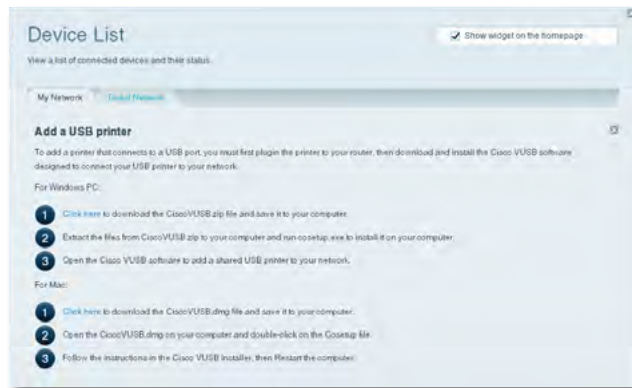 Device List
Show widget on the homepage
View a list of connected devices and their status.
My Network
Guest Network
Add a USB printer
To add a printer that connects to a USB port, you must first plugin the printer to your router, then download and install the Cisco VUSB software
designed to connect your USB printer to your network.
For Windows PC:
1 Click here to download the CiscoVUSB.zip file and save it to your computer.
2 Extract the files from CiscoVUSB.zip to your computer and run cosetup.exe to install it on your computer.
3 Open the Cisco VUSB software to add a shared USB printer to your network.
For Mac:
1 Click here to download the CiscoVUSB.dmg file and save it to your computer.
2 Open the CiscoVUSB.dmg on your computer and double-click on the Cosetup file.
3 Follow the instructions in the Cisco VUSB Installer, then Restart the computer.